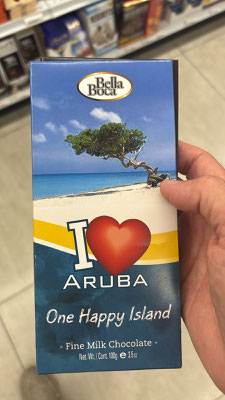 Bella
Boca
I
ARUBA
One Happy Island
- Fine Milk Chocolate -
Net. Wt./ Cont. 100g e 3.5oz